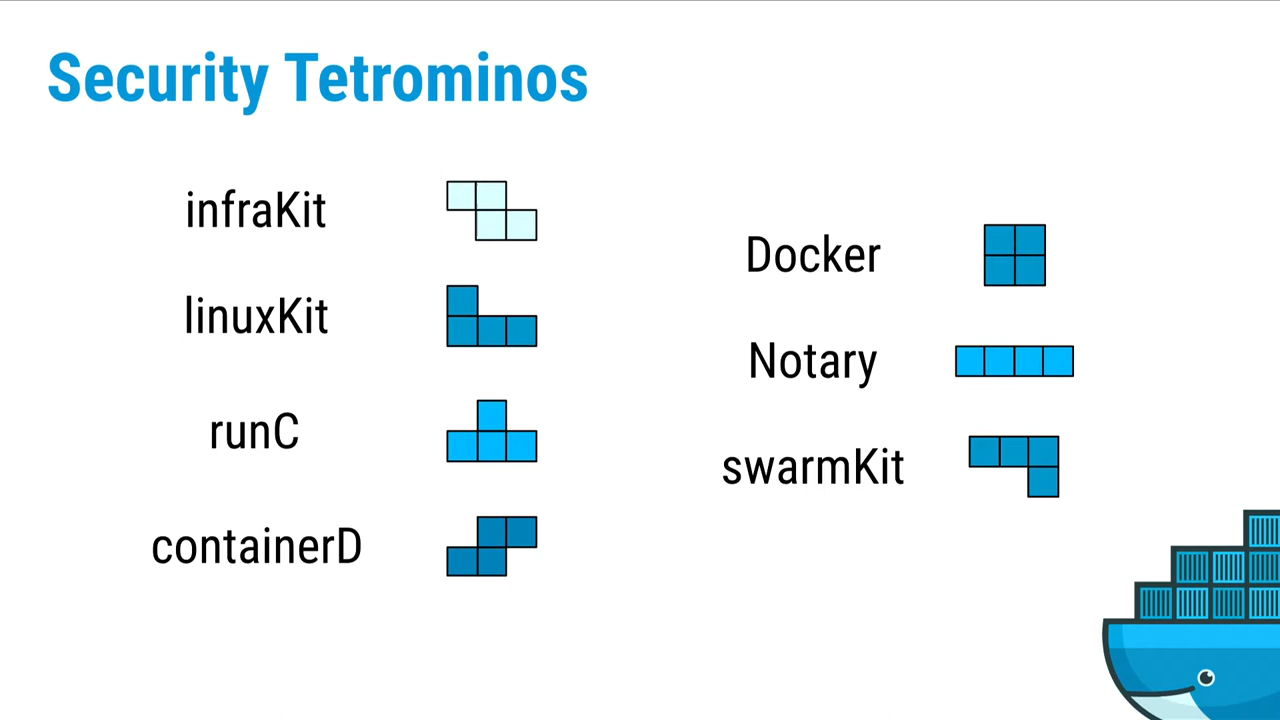 Security Tetrominos
infraKit
linuxKit
runC
containerD
Docker
Notary
swarmKit